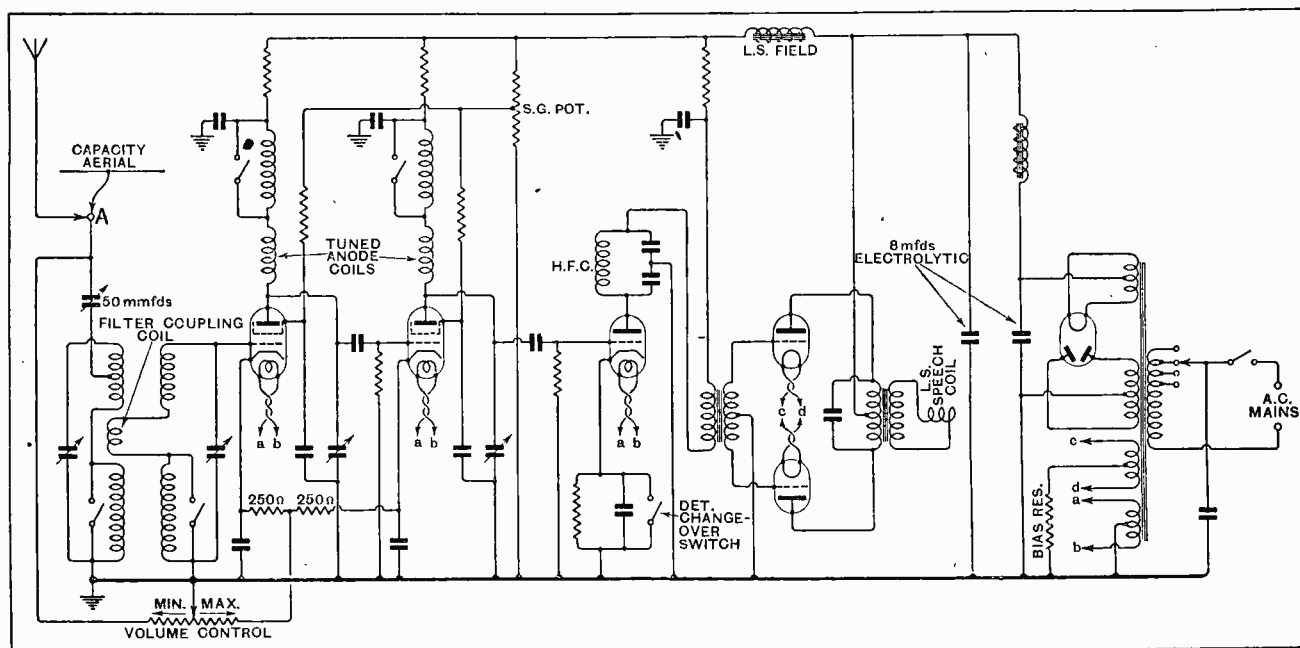 L.S. FIELD
S.G. POT.
CAPACITY
AERIAL
A
TUNED
ANODE
COILS
H.F.C.
8 mfds
ELECTROLYTIC
50 mmfds
FILTER COUPLING
COIL
L.S.
SPEECH
COIL
A.C.
MAINS
a b
a b
a b
c d
c
d
a
b
250Ω 250Ω
DET.
CHANGE-
OVER
SWITCH
BIAS RES.
MIN. MAX.
VOLUME CONTROL